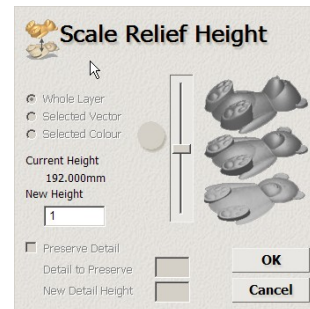 Scale Relief Height
Whole Layer
Selected Vector
Selected Colour
Current Height
192.000mm
New Height
1
Preserve Detail
Detail to Preserve
New Detail Height
OK
Cancel